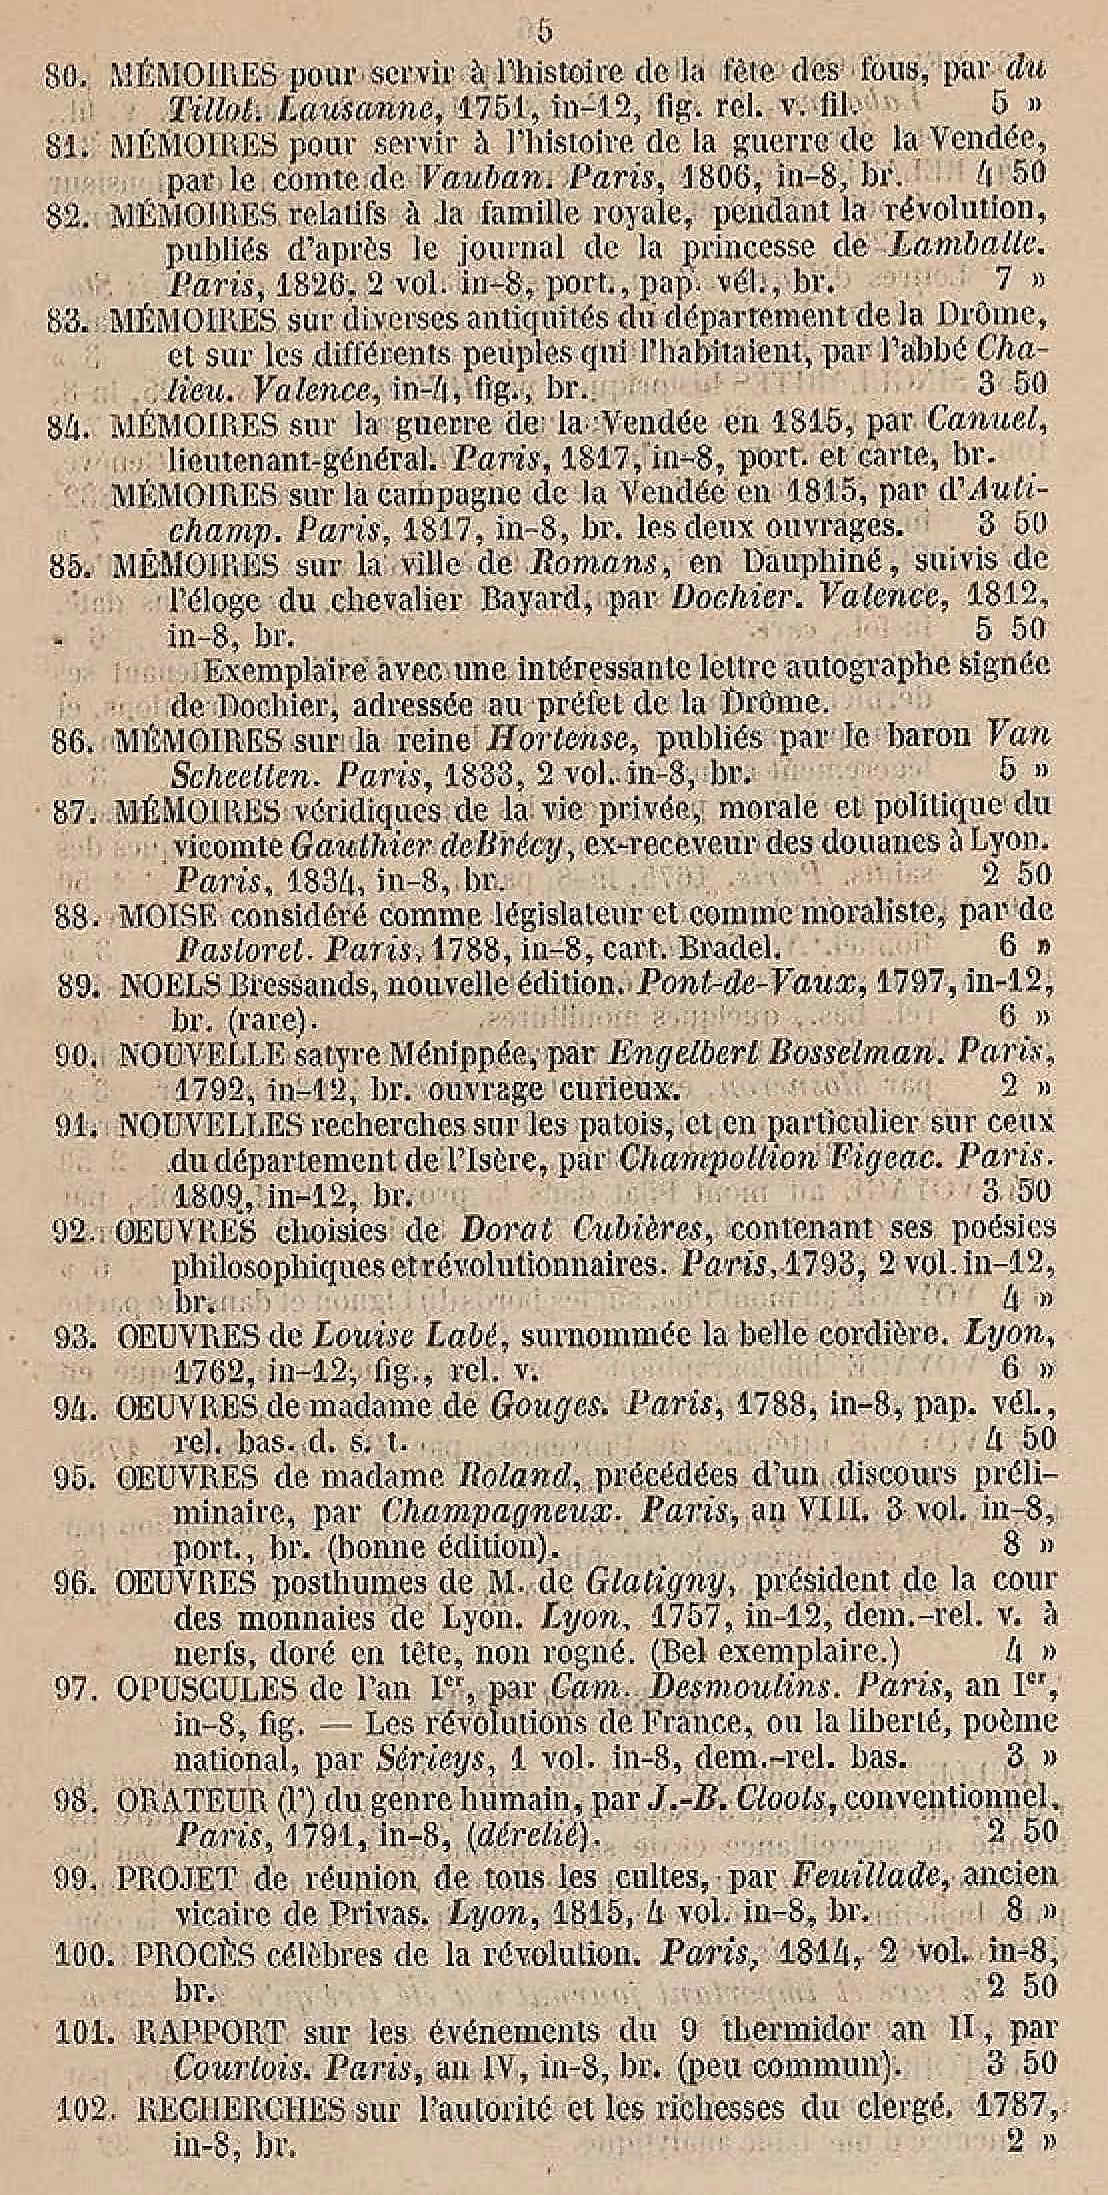 5
80. MÉMOIRES pour servir à l'histoire de la fête des fous, par du
Tillot. Lausanne, 1751, in-12, fig. rel. v. fil. 5 »
81. MÉMOIRES pour servir à l'histoire de la guerre de la Vendée,
par le comte de Vauban. Paris, 1806, in-8, br. 4 50
82. MÉMOIRES relatifs à la famille royale, pendant la révolution,
publiés d'après le journal de la princesse de Lamballe.
Paris, 1826. 2 vol. in-8, port., pap. vél., br. 7 »
83. MÉMOIRES sur diverses antiquités du département de la Drôme,
et sur les différents peuples qui l'habitaient, par l'abbé Cha-
lieu. Valence, in-4, fig., br. 3 50
84. MÉMOIRES sur la guerre de la Vendée en 1815, par Canuel,
lieutenant-général. Paris, 1817, in-8, port. et carte, br.
MÉMOIRES sur la campagne de la Vendée en 1815, par d'Auti-
champ. Paris, 1817, in-8, br. les deux ouvrages. 3 50
85. MÉMOIRES sur la ville de Romans, en Dauphiné, suivis de
l'éloge du chevalier Bayard, par Dochier. Valence, 1812,
in-8, br. 5 50
Exemplaire avec une intéressante lettre autographe signée
de Dochier, adressée au préfet de la Drôme.
86. MÉMOIRES sur la reine Hortense, publiés par le baron Van
Scheelten. Paris, 1833, 2 vol. in-8, br. 5 »
87. MÉMOIRES véridiques de la vie privée, morale et politique du
vicomte Gauthier de Brécy, ex-receveur des douanes à Lyon.
Paris, 1834, in-8, br. 2 50
88. MOISE considéré comme législateur et comme moraliste, par de
Pastoret. Paris, 1788, in-8, cart. Bradel. 6 »
89. NOELS Bressands, nouvelle édition. Pont-de-Vaux, 1797, in-12,
br. (rare). 6 »
90. NOUVELLE satyre Ménippée, par Engelbert Bosselman. Paris,
1792, in-12, br. ouvrage curieux. 2 »
91. NOUVELLES recherches sur les patois, et en particulier sur ceux
du département de l'Isère, par Champollion Figeac. Paris.
1809, in-12, br. 3 50
92. OEUVRES choisies de Dorat Cubières, contenant ses poésies
philosophiques et révolutionnaires. Paris, 1793, 2 vol. in-12,
br. 4 »
93. OEUVRES de Louise Labé, surnommée la belle cordière. Lyon,
1762, in-12, fig., rel. v. 6 »
94. OEUVRES de madame de Gouges. Paris, 1788, in-8, pap. vél.,
rel. bas. d. s. t. 4 50
95. OEUVRES de madame Roland, précédées d'un discours préli-
minaire, par Champagneux. Paris, an VIII. 3 vol. in-8,
port., br. (bonne édition). 8 »
96. OEUVRES posthumes de M. de Glatigny, président de la cour
des monnaies de Lyon. Lyon, 1757, in-12, dem.-rel. v. à
nerfs, doré en tête, non rogné. (Bel exemplaire.) 4 »
97. OPUSCULES de l'an Ier, par Cam. Desmoulins. Paris, an Ier,
in-8, fig. — Les révolutions de France, ou la liberté, poème
national, par Sérieys, 1 vol. in-8, dem.-rel. bas. 3 »
98. ORATEUR (l') du genre humain, par J.-B. Cloots, conventionnel.
Paris, 1791, in-8, (dérelié). 2 50
99. PROJET de réunion de tous les cultes, par Feuillade, ancien
vicaire de Privas. Lyon, 1815, 4 vol. in-8, br. 8 »
100. PROCÈS célèbres de la révolution. Paris, 1814, 2 vol. in-8,
br. 2 50
101. RAPPORT sur les événements du 9 thermidor an II, par
Courtois. Paris, an IV, in-8, br. (peu commun). 3 50
102. RECHERCHES sur l'autorité et les richesses du clergé. 1787,
in-8, br. 2 »